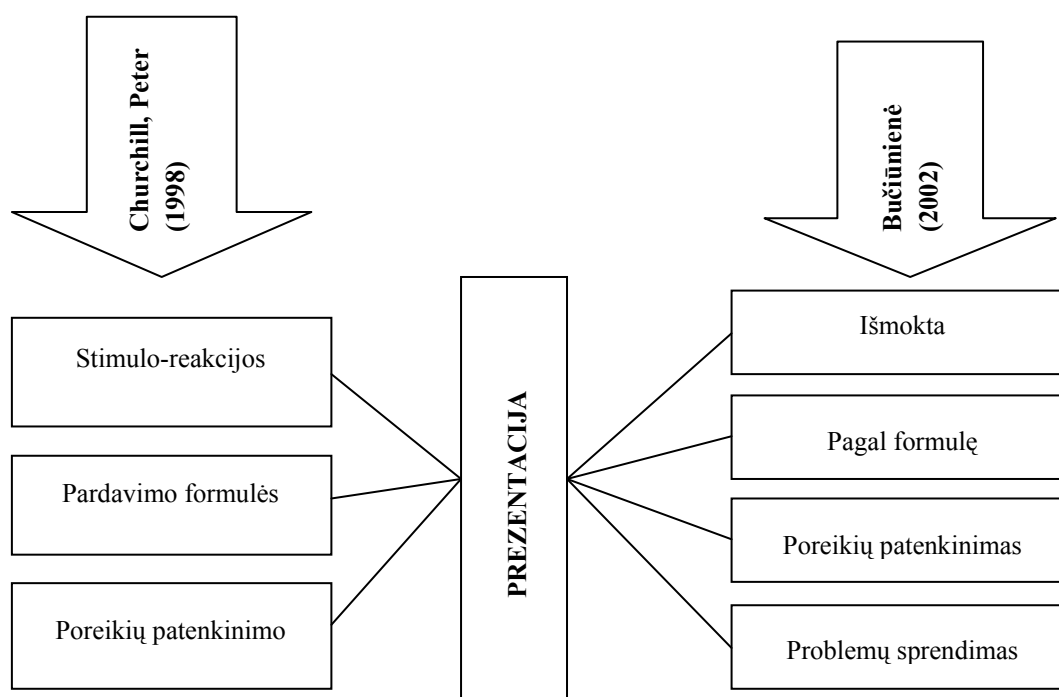 Churchill, Peter
(1998)
Bučiūnienė
(2002)
Stimulo-reakcijos
Pardavimo formulės
Poreikių patenkinimo
PREZENTACIJA
Išmokta
Pagal formulę
Poreikių patenkinimas
Problemų sprendimas